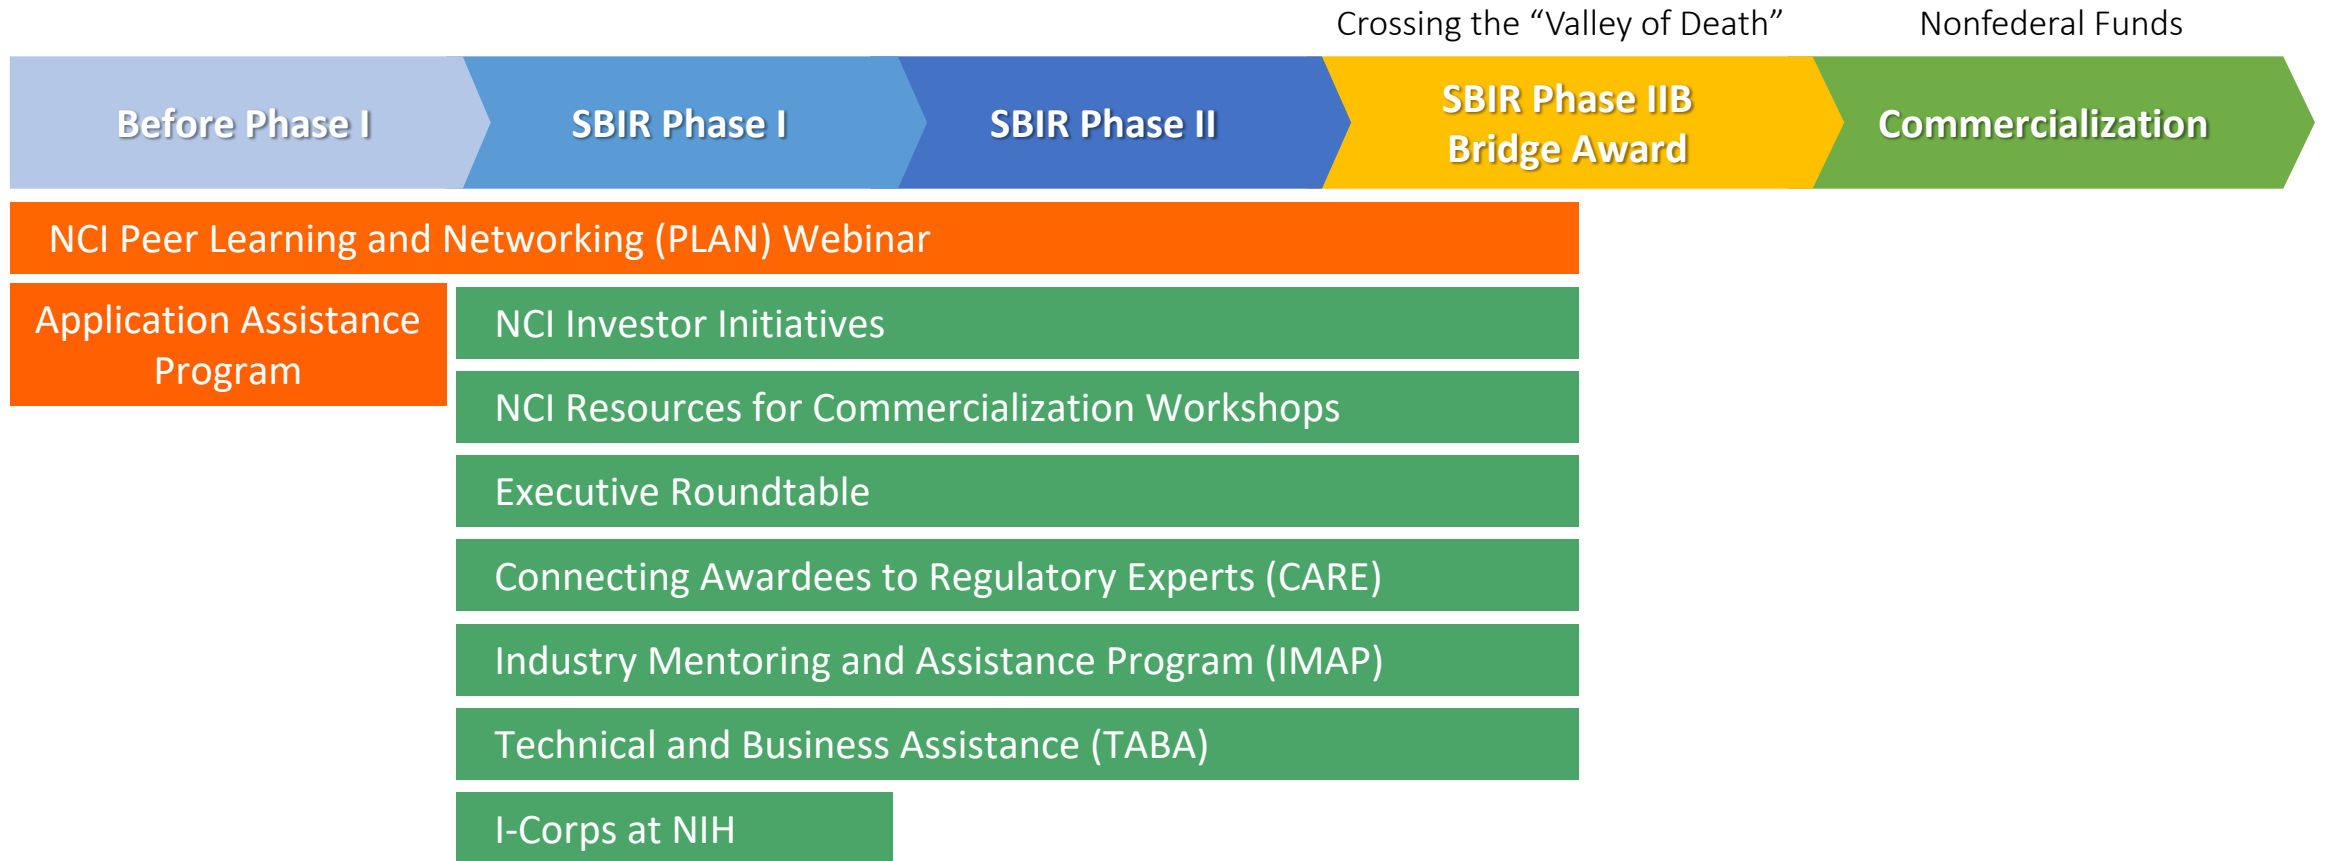 Crossing the “Valley of Death”
Nonfederal Funds
Before Phase I
SBIR Phase I
SBIR Phase II
SBIR Phase IIB
Bridge Award
Commercialization
NCI Peer Learning and Networking (PLAN) Webinar
Application Assistance
Program
NCI Investor Initiatives
NCI Resources for Commercialization Workshops
Executive Roundtable
Connecting Awardees to Regulatory Experts (CARE)
Industry Mentoring and Assistance Program (IMAP)
Technical and Business Assistance (TABA)
I-Corps at NIH